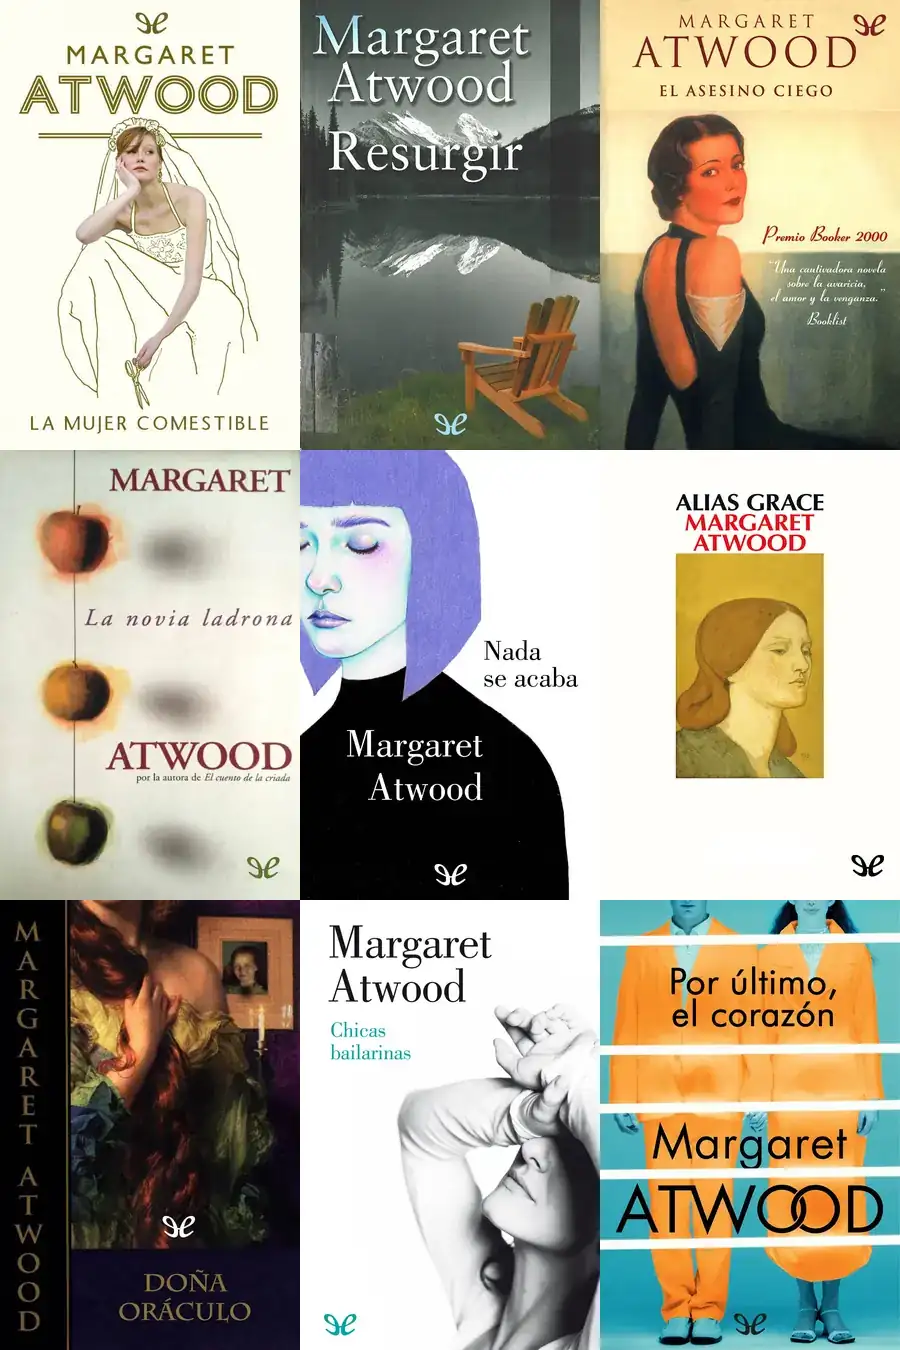 MARGARET
ATWOOD
LA MUJER COMESTIBLE
Margaret
Atwood
Resurgir
MARGARET
ATWOOD
EL ASESINO CIEGO
Premio Booker 2000
"Una cautivadora novela
sobre la avaricia,
el amor y la venganza."
Booklist
MARGARET
La novia ladrona
ATWOOD
por la autora de El cuento de la criada
Nada
se acaba
Margaret
Atwood
ALIAS GRACE
MARGARET
ATWOOD
MARGARET ATWOOD
DOÑA
ORÁCULO
Margaret
Atwood
Chicas
bailarinas
Por último,
el corazón
Margaret
ATWOOD